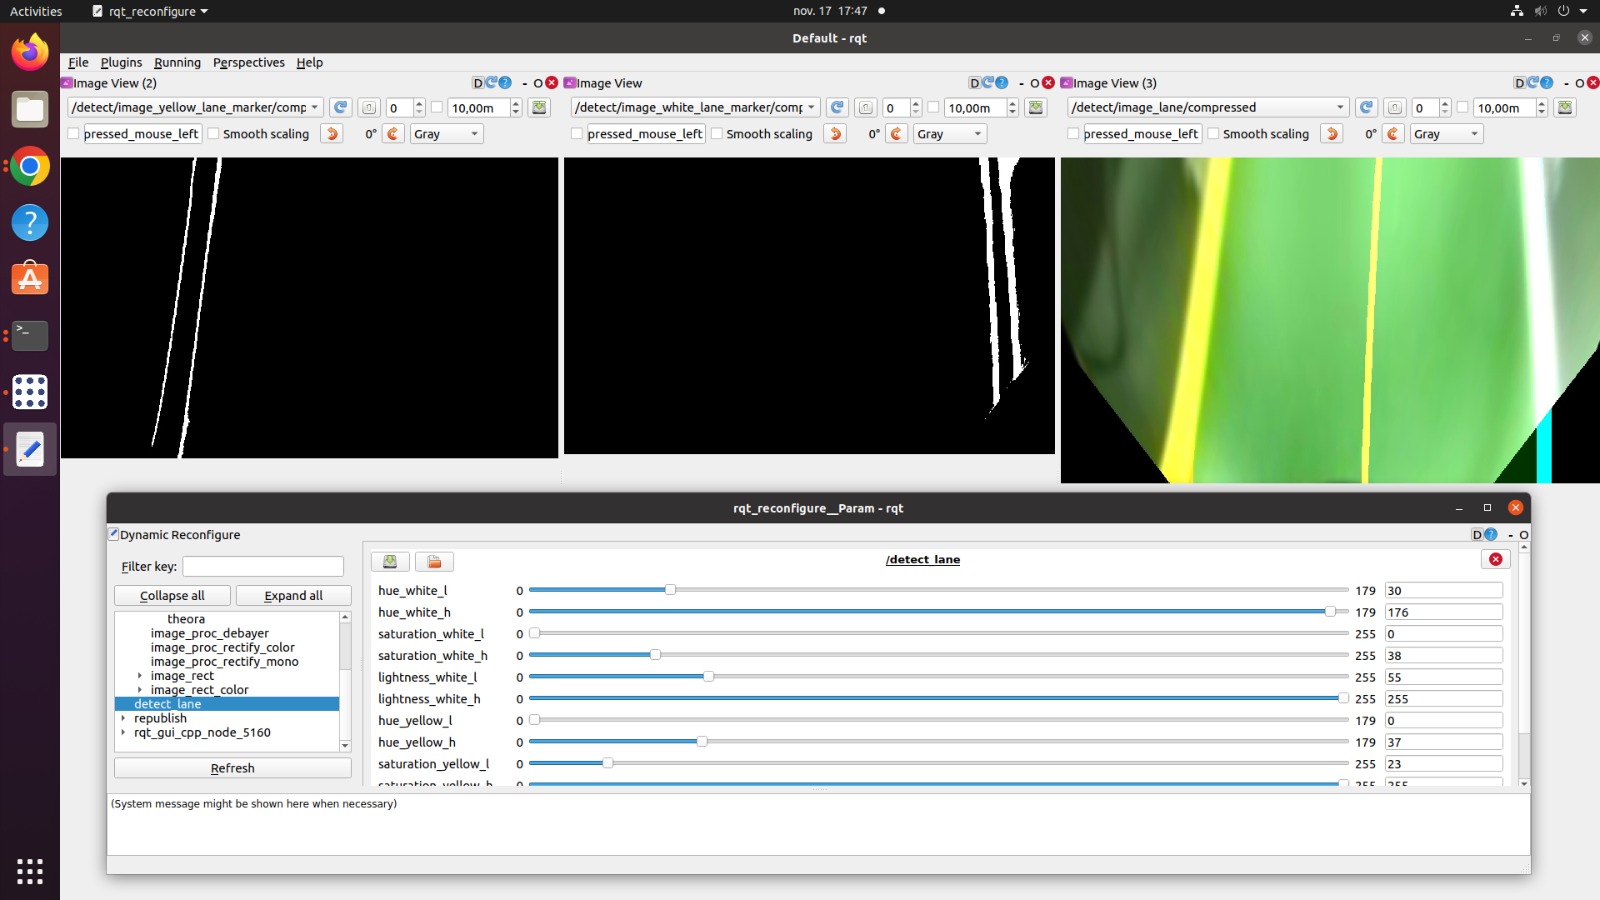 Activities rqt_reconfigure nov. 17 17:47
Default - rqt
File Plugins Running Perspectives Help
Image View (2) D - O Image View D - O Image View (3) D - O
/detect/image_yellow_lane_marker/comp 0 10,00m /detect/image_white_lane_marker/comp 0 10,00m /detect/image_lane/compressed 0 10,00m
pressed_mouse_left Smooth scaling 0° Gray pressed_mouse_left Smooth scaling 0° Gray pressed_mouse_left Smooth scaling 0° Gray
rqt_reconfigure__Param - rqt
Dynamic Reconfigure D - O
Filter key:
Collapse all Expand all
theora
image_proc_debayer
image_proc_rectify_color
image_proc_rectify_mono
image_rect
image_rect_color
detect_lane
republish
rqt_gui_cpp_node_5160
Refresh
/detect_lane
hue_white_l 0 179 30
hue_white_h 0 179 176
saturation_white_l 0 255 0
saturation_white_h 0 255 38
lightness_white_l 0 255 55
lightness_white_h 0 255 255
hue_yellow_l 0 179 0
hue_yellow_h 0 179 37
saturation_yellow_l 0 255 23
saturation_yellow_h 0 255 255
(System message might be shown here when necessary)